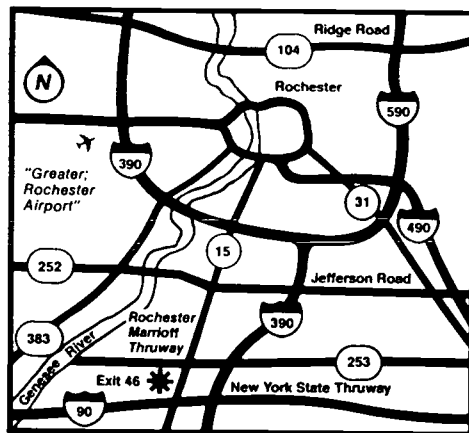 Ridge Road
104
N
Rochester
590
390
"Greater;
Rochester
Airport"
31
490
15
252
Jefferson Road
383
Genesee River
Rochester
Marrioff
Thruway
390
253
Exit 46
New York State Thruway
90